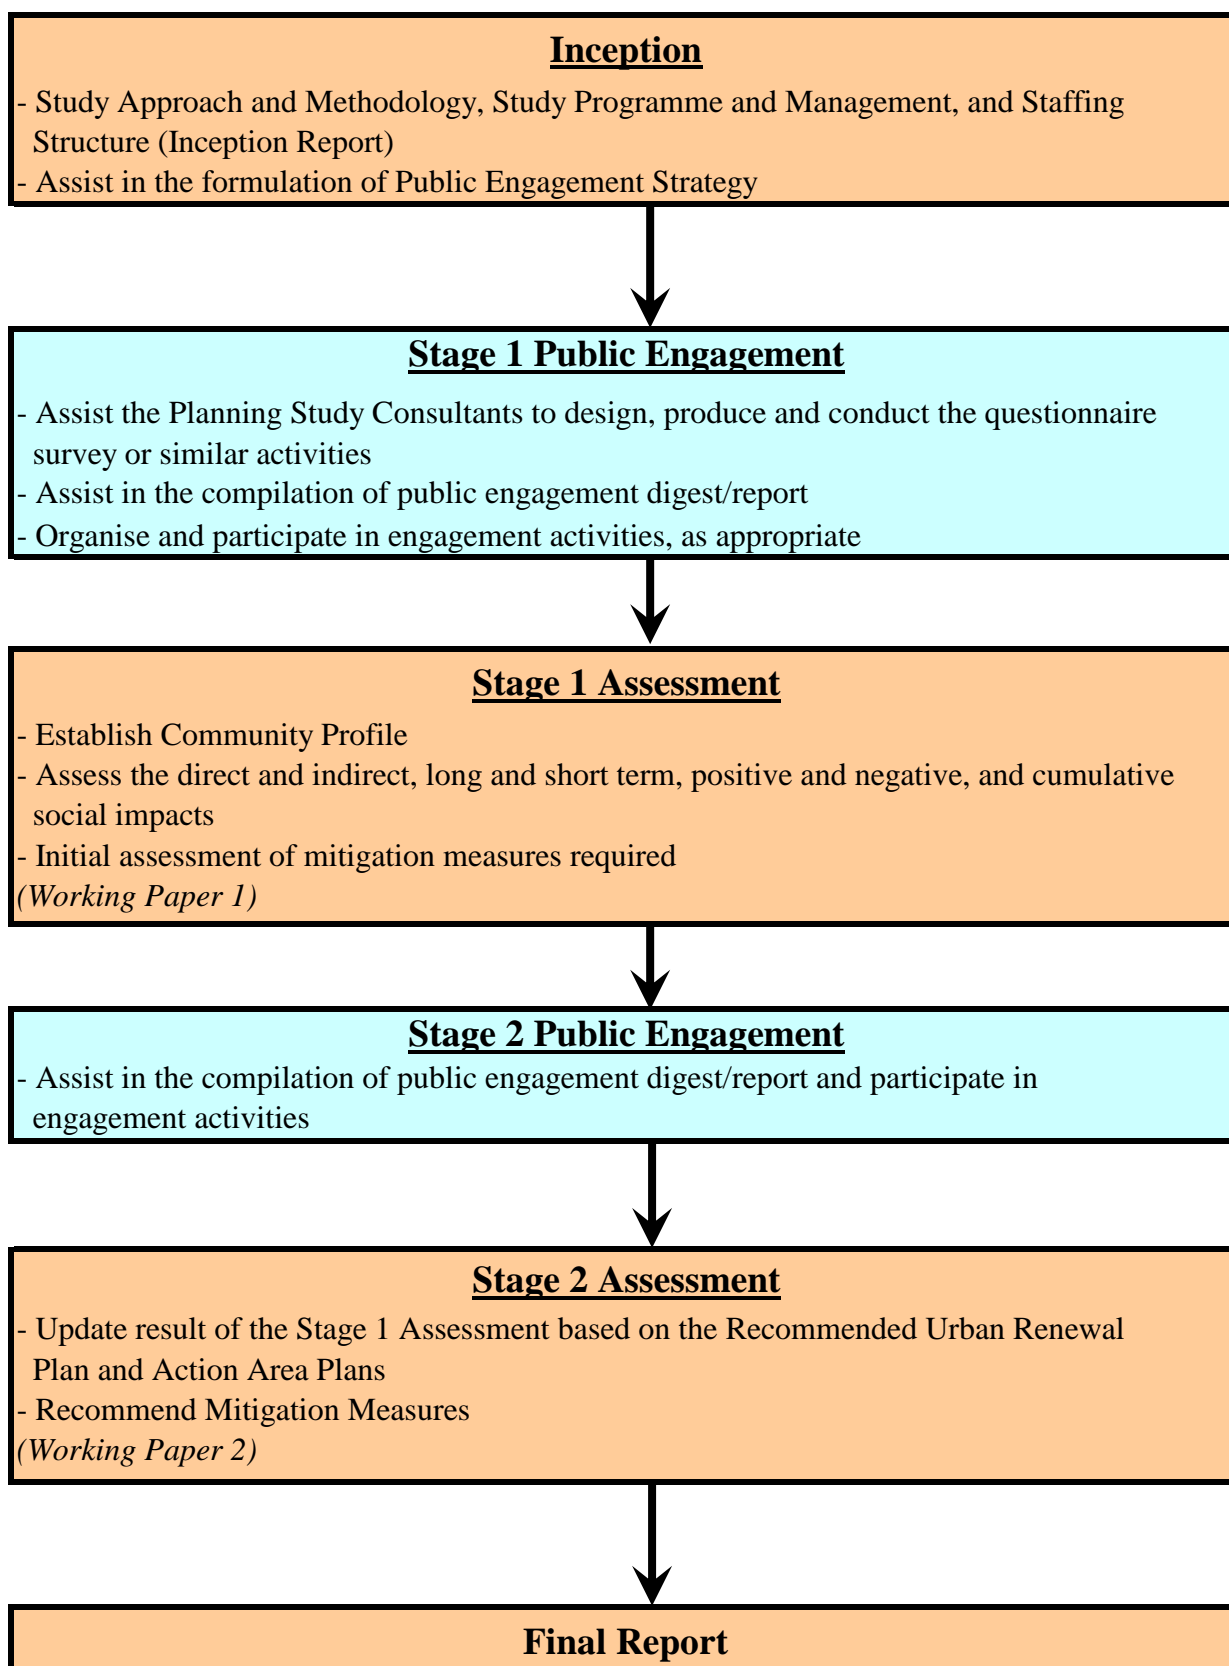 Inception
- Study Approach and Methodology, Study Programme and Management, and Staffing
Structure (Inception Report)
- Assist in the formulation of Public Engagement Strategy
Stage 1 Public Engagement
- Assist the Planning Study Consultants to design, produce and conduct the questionnaire
survey or similar activities
- Assist in the compilation of public engagement digest/report
- Organise and participate in engagement activities, as appropriate
Stage 1 Assessment
- Establish Community Profile
- Assess the direct and indirect, long and short term, positive and negative, and cumulative
social impacts
- Initial assessment of mitigation measures required
(Working Paper 1)
Stage 2 Public Engagement
- Assist in the compilation of public engagement digest/report and participate in
engagement activities
Stage 2 Assessment
- Update result of the Stage 1 Assessment based on the Recommended Urban Renewal
Plan and Action Area Plans
- Recommend Mitigation Measures
(Working Paper 2)
Final Report